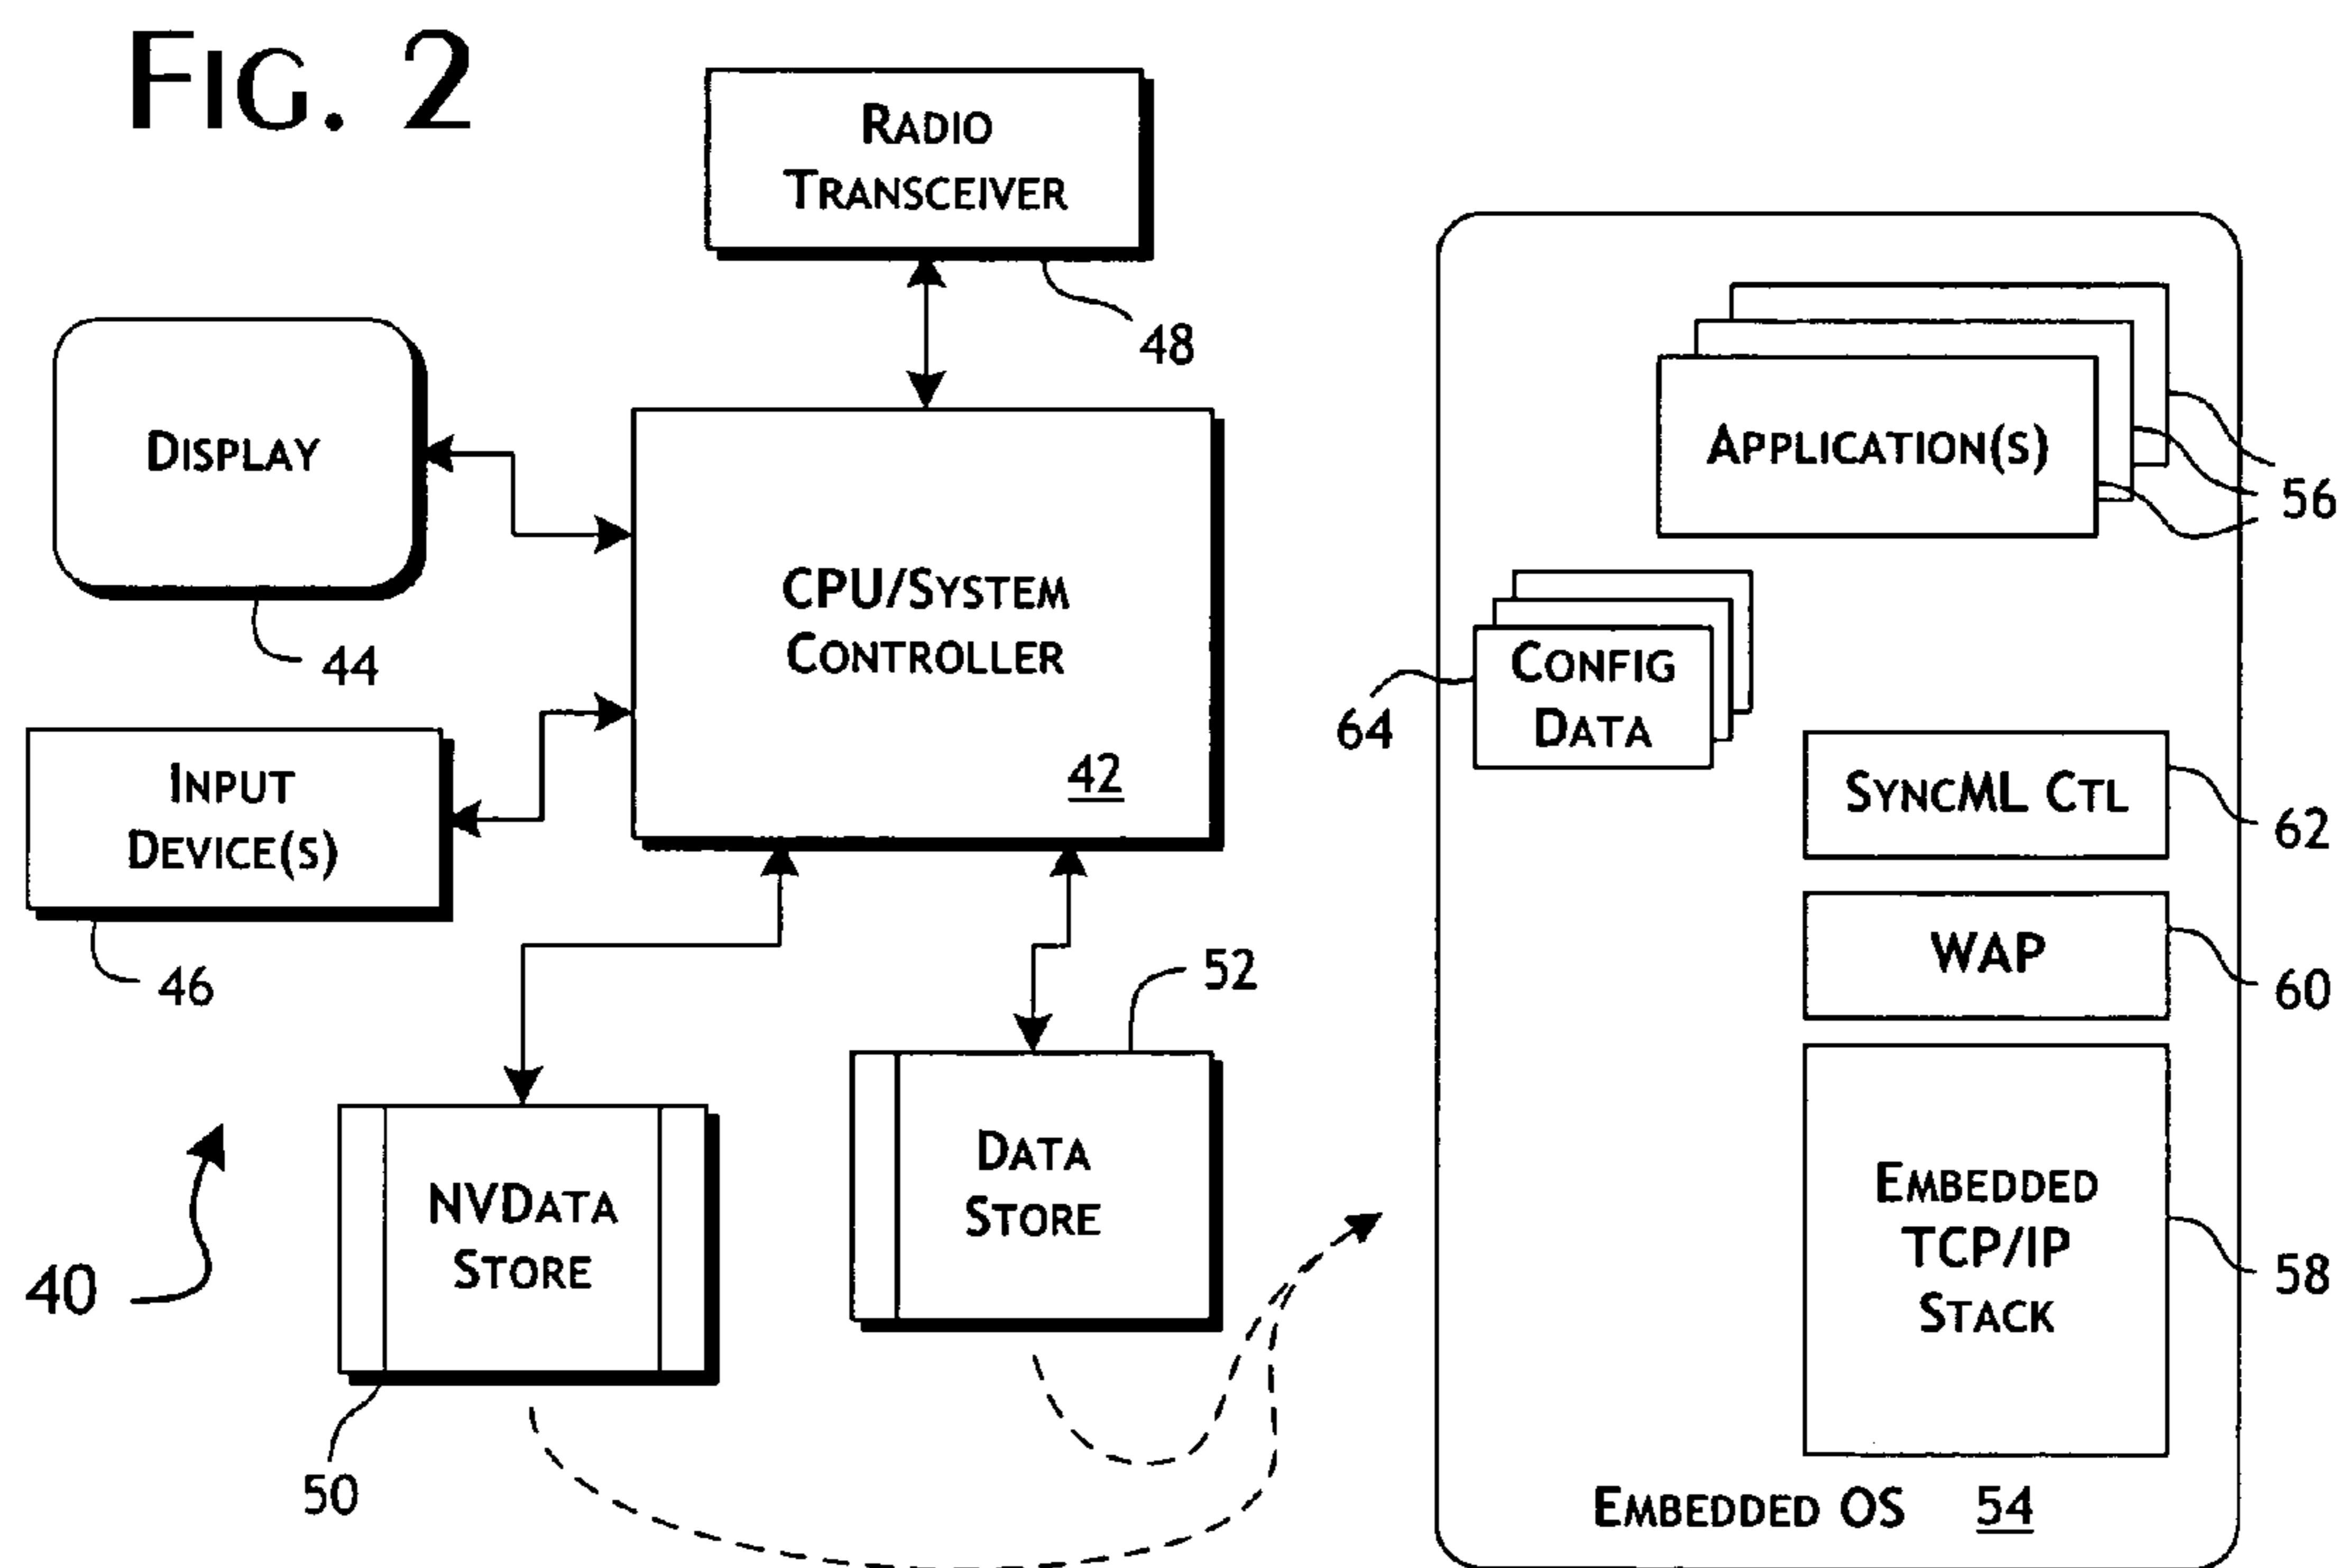 FIG. 2
RADIO
TRANSCEIVER
48
DISPLAY
44
CPU/SYSTEM
CONTROLLER
42
INPUT
DEVICE(S)
46
52
NVDATA
STORE
50
DATA
STORE
40
APPLICATION(S)
56
CONFIG
DATA
64
SYNCML CTL
62
WAP
60
EMBEDDED
TCP/IP
STACK
58
EMBEDDED OS 54